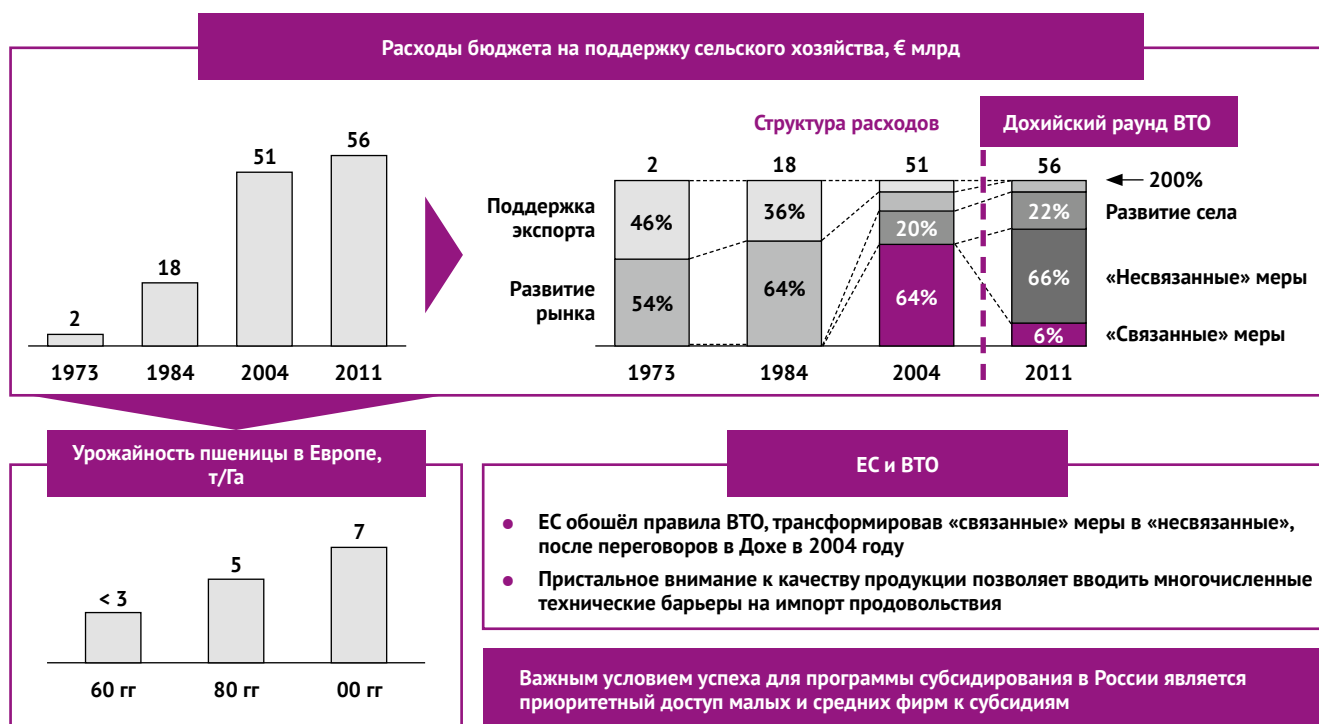 Расходы бюджета на поддержку сельского хозяйства, € млрд
2
18
51
56
1973
1984
2004
2011
Структура расходов
Дохийский раунд ВТО
2
18
51
56
200%
Поддержка
экспорта
Развитие
рынка
46%
54%
36%
64%
20%
64%
22%
66%
6%
Развитие села
«Несвязанные» меры
«Связанные» меры
1973
1984
2004
2011
Урожайность пшеницы в Европе,
т/Га
< 3
5
7
60 гг
80 гг
00 гг
ЕС и ВТО
• ЕС обошёл правила ВТО, трансформировав «связанные» меры в «несвязанные»,
после переговоров в Дохе в 2004 году
• Пристальное внимание к качеству продукции позволяет вводить многочисленные
технические барьеры на импорт продовольствия
Важным условием успеха для программы субсидирования в России является
приоритетный доступ малых и средних фирм к субсидиям